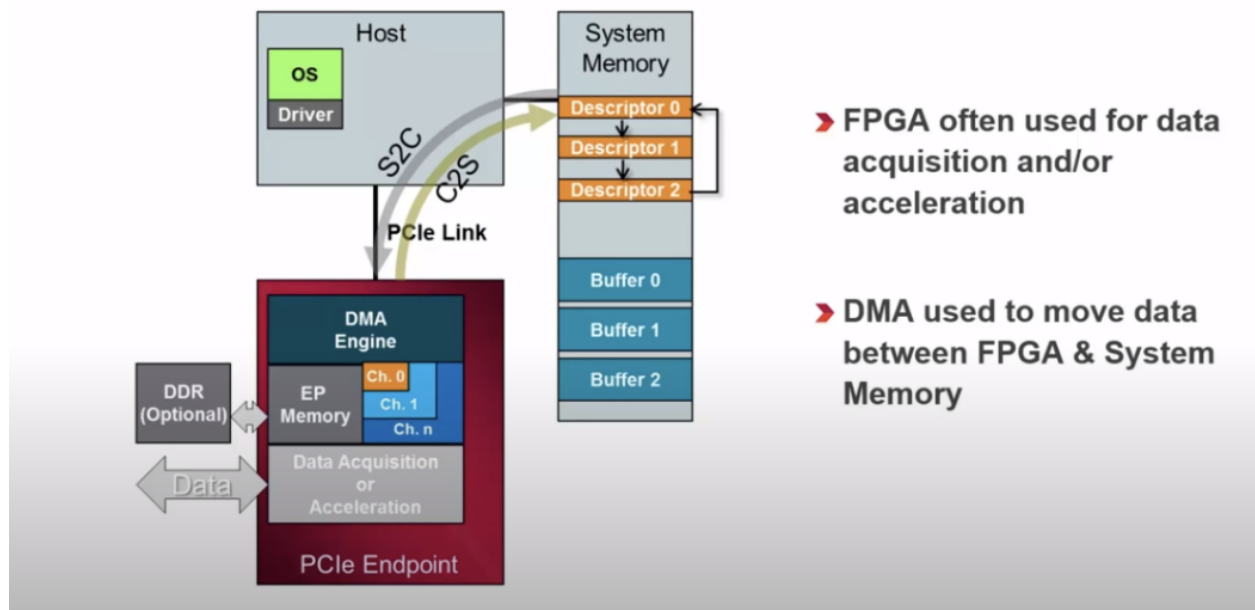 Host
OS
Driver
System
Memory
Descriptor 0
Descriptor 1
Descriptor 2
Buffer 0
Buffer 1
Buffer 2
S2C
C2S
PCIe Link
DMA
Engine
EP
Memory
Ch. 0
Ch. 1
Ch. n
DDR
(Optional)
Data
Data Acquisition
or
Acceleration
PCIe Endpoint
FPGA often used for data
acquisition and/or
acceleration
DMA used to move data
between FPGA & System
Memory